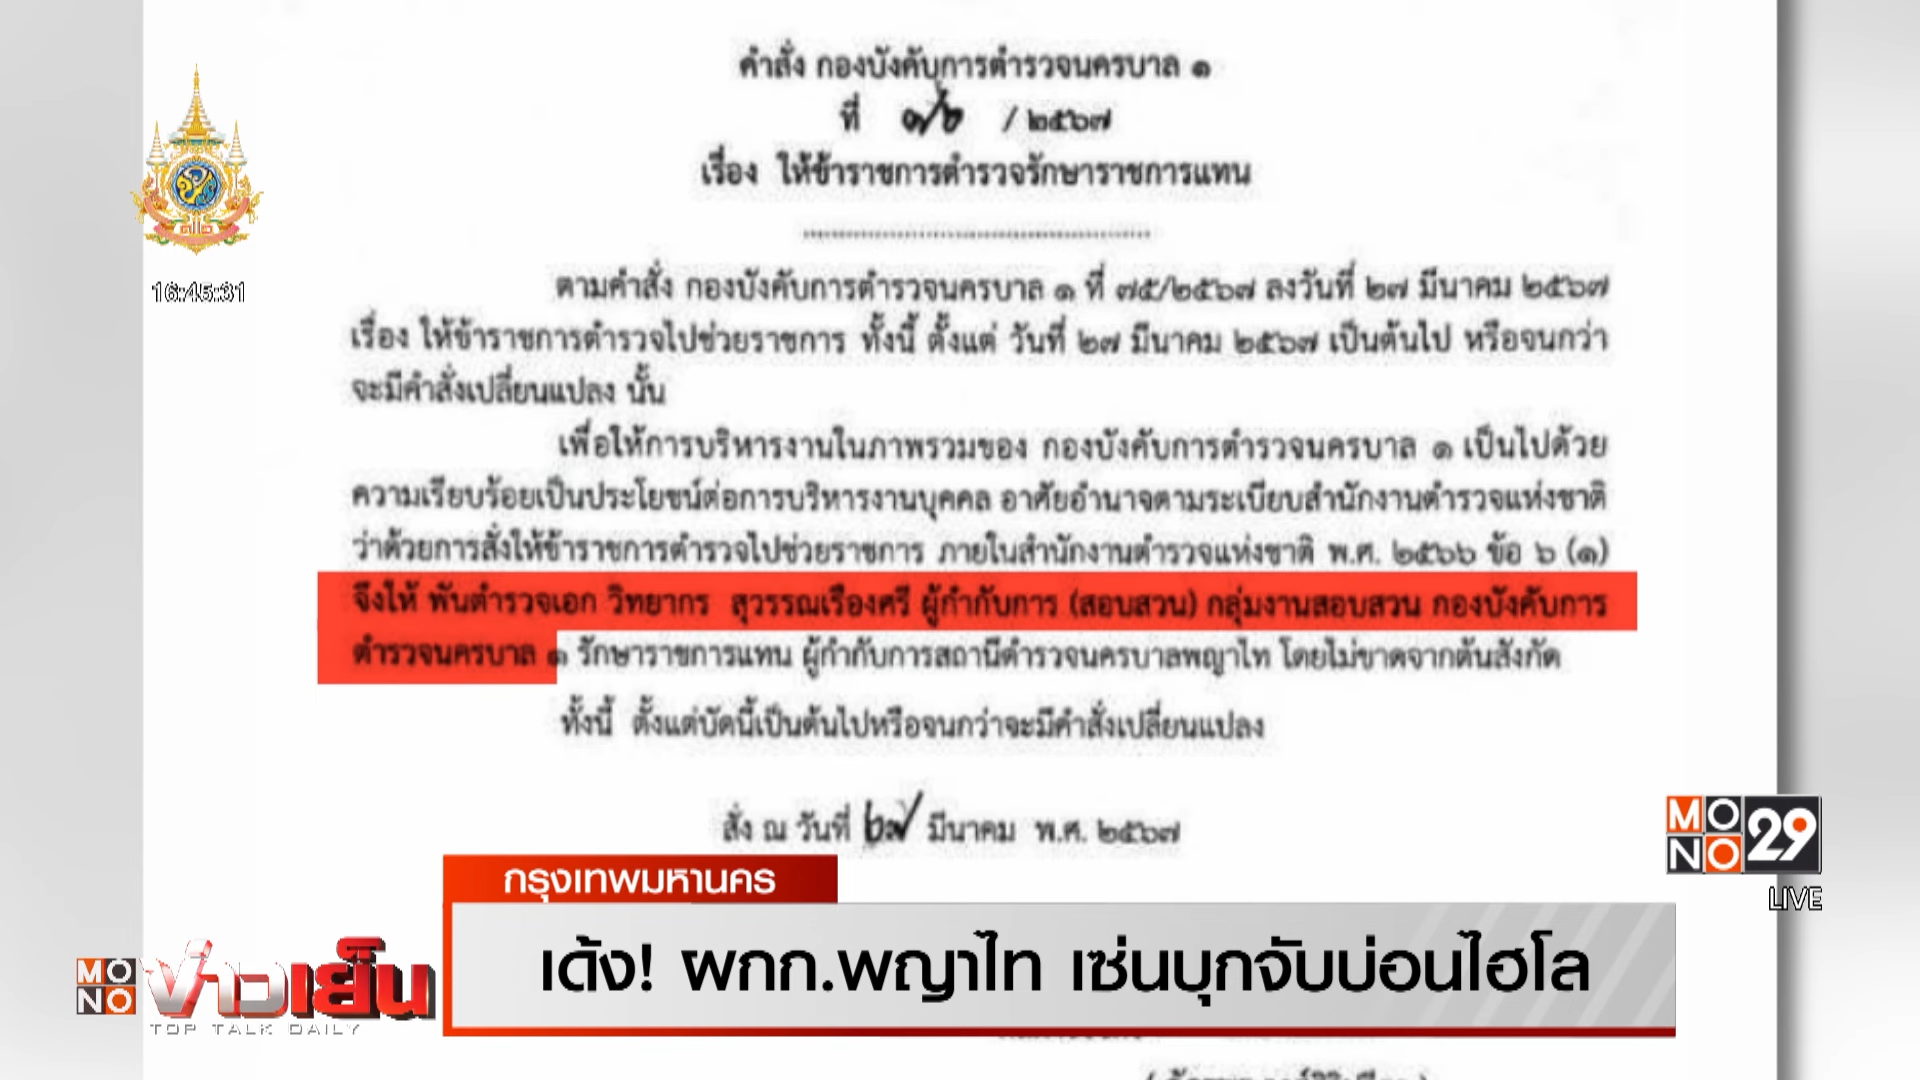 คำสั่ง กองบังคับการตำรวจนครบาล ๑
ที่ ๗๖ / ๒๕๖๗
เรื่อง ให้ข้าราชการตำรวจรักษาราชการแทน
16:45:31
ตามคำสั่ง กองบังคับการตำรวจนครบาล ๑ ที่ ๗๕/๒๕๖๗ ลงวันที่ ๒๗ มีนาคม ๒๕๖๗
เรื่อง ให้ข้าราชการตำรวจไปช่วยราชการ ทั้งนี้ ตั้งแต่ วันที่ ๒๗ มีนาคม ๒๕๖๗ เป็นต้นไป หรือจนกว่า
จะมีคำสั่งเปลี่ยนแปลง นั้น
เพื่อให้การบริหารงานในภาพรวมของ กองบังคับการตำรวจนครบาล ๑ เป็นไปด้วย
ความเรียบร้อยเป็นประโยชน์ต่อการบริหารงานบุคคล อาศัยอำนาจตามระเบียบสำนักงานตำรวจแห่งชาติ
ว่าด้วยการสั่งให้ข้าราชการตำรวจไปช่วยราชการ ภายในสำนักงานตำรวจแห่งชาติ พ.ศ. ๒๕๖๖ ข้อ ๖ (๑)
จึงให้ พันตำรวจเอก วิทยากร สุวรรณเรืองศรี ผู้กำกับการ (สอบสวน) กลุ่มงานสอบสวน กองบังคับการ
ตำรวจนครบาล ๑ รักษาราชการแทน ผู้กำกับการสถานีตำรวจนครบาลพญาไท โดยไม่ขาดจากต้นสังกัด
ทั้งนี้ ตั้งแต่บัดนี้เป็นต้นไปหรือจนกว่าจะมีคำสั่งเปลี่ยนแปลง
สั่ง ณ วันที่ ๒๗ มีนาคม พ.ศ. ๒๕๖๗
MONO 29
LIVE
กรุงเทพมหานคร
เด้ง! ผกก.พญาไท เซ่นบุกจับบ่อนไฮโล
MONO ข่าวเย็น
TOP TALK DAILY